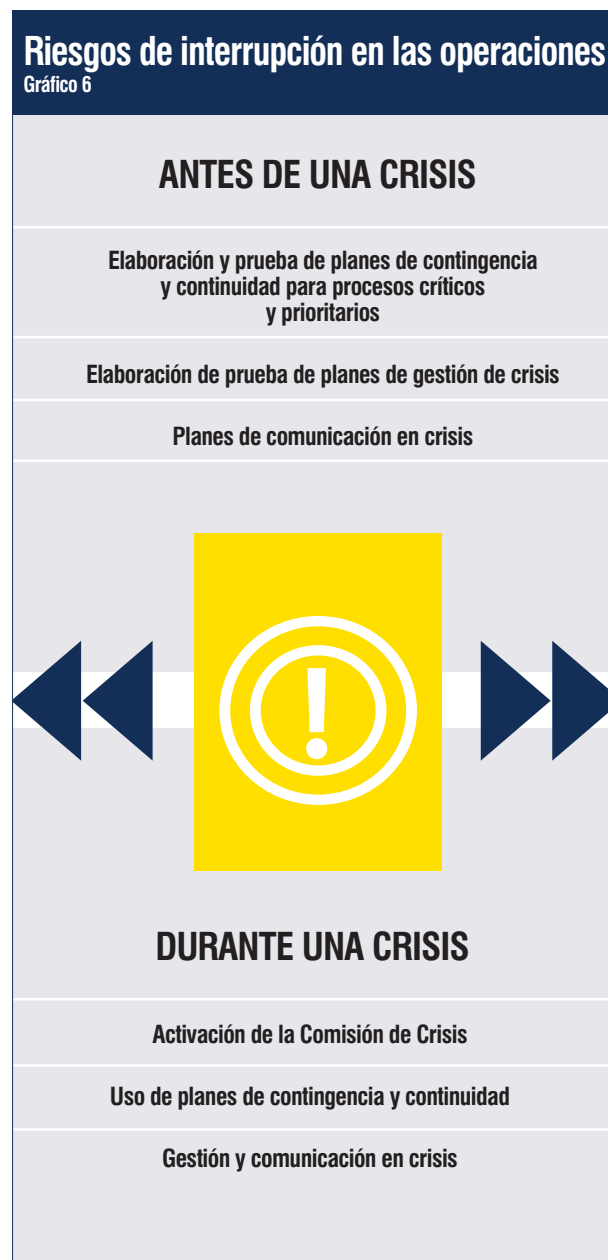 Riesgos de interrupción en las operaciones
Gráfico 6
ANTES DE UNA CRISIS
Elaboración y prueba de planes de contingencia
y continuidad para procesos críticos
y prioritarios
Elaboración de prueba de planes de gestión de crisis
Planes de comunicación en crisis
!
DURANTE UNA CRISIS
Activación de la Comisión de Crisis
Uso de planes de contingencia y continuidad
Gestión y comunicación en crisis